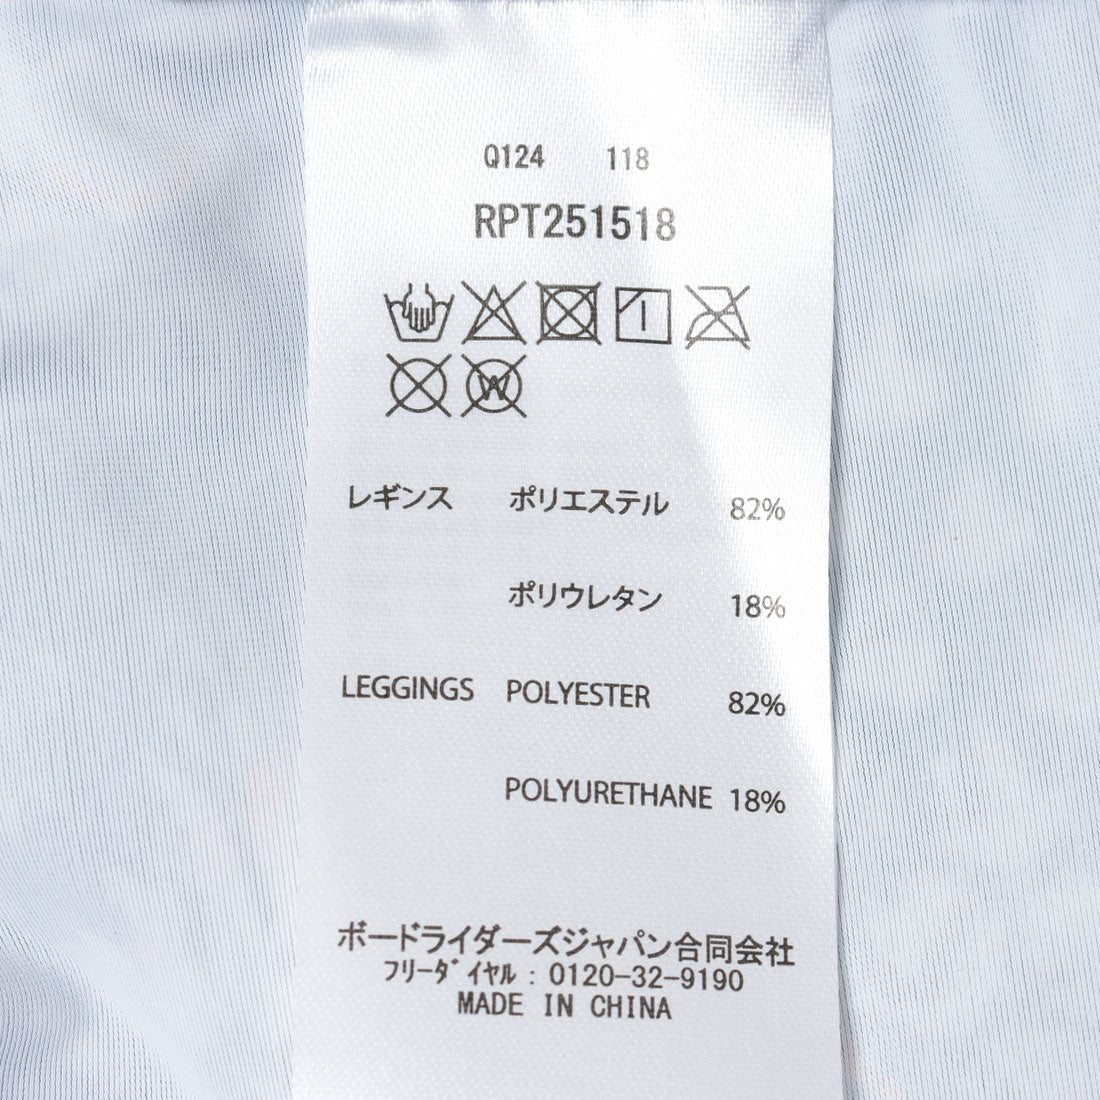 Q124 118
RPT251518
W
レギンス ポリエステル 82%
ポリウレタン 18%
LEGGINGS POLYESTER 82%
POLYURETHANE 18%
ボードライダーズジャパン合同会社
フリーダイヤル : 0120-32-9190
MADE IN CHINA